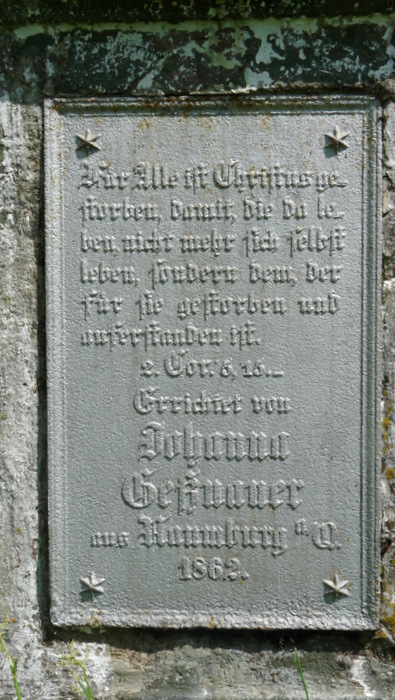 Für Alle ist Christus ge-
storben, damit, die da le-
ben, nicht mehr sich selbst
leben, sondern dem, der
für sie gestorben und
auferstanden ist.
2. Cor. 5, 15.
Errichtet von
Johanna
aus Naumburg a. Q.
1862.